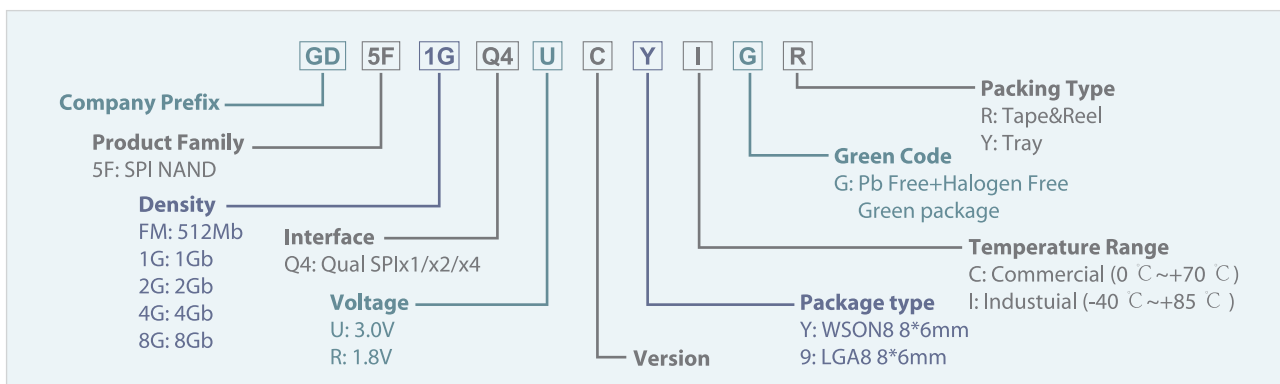 GD 5F 1G Q4 U C Y I G R
Company Prefix
Product Family
5F: SPI NAND
Density
FM: 512Mb
1G: 1Gb
2G: 2Gb
4G: 4Gb
8G: 8Gb
Interface
Q4: Qual SPIx1/x2/x4
Voltage
U: 3.0V
R: 1.8V
Version
Package type
Y: WSON8 8*6mm
9: LGA8 8*6mm
Temperature Range
C: Commercial (0 ℃~+70 ℃)
I: Industuial (-40 ℃~+85 ℃)
Green Code
G: Pb Free+Halogen Free
Green package
Packing Type
R: Tape&Reel
Y: Tray